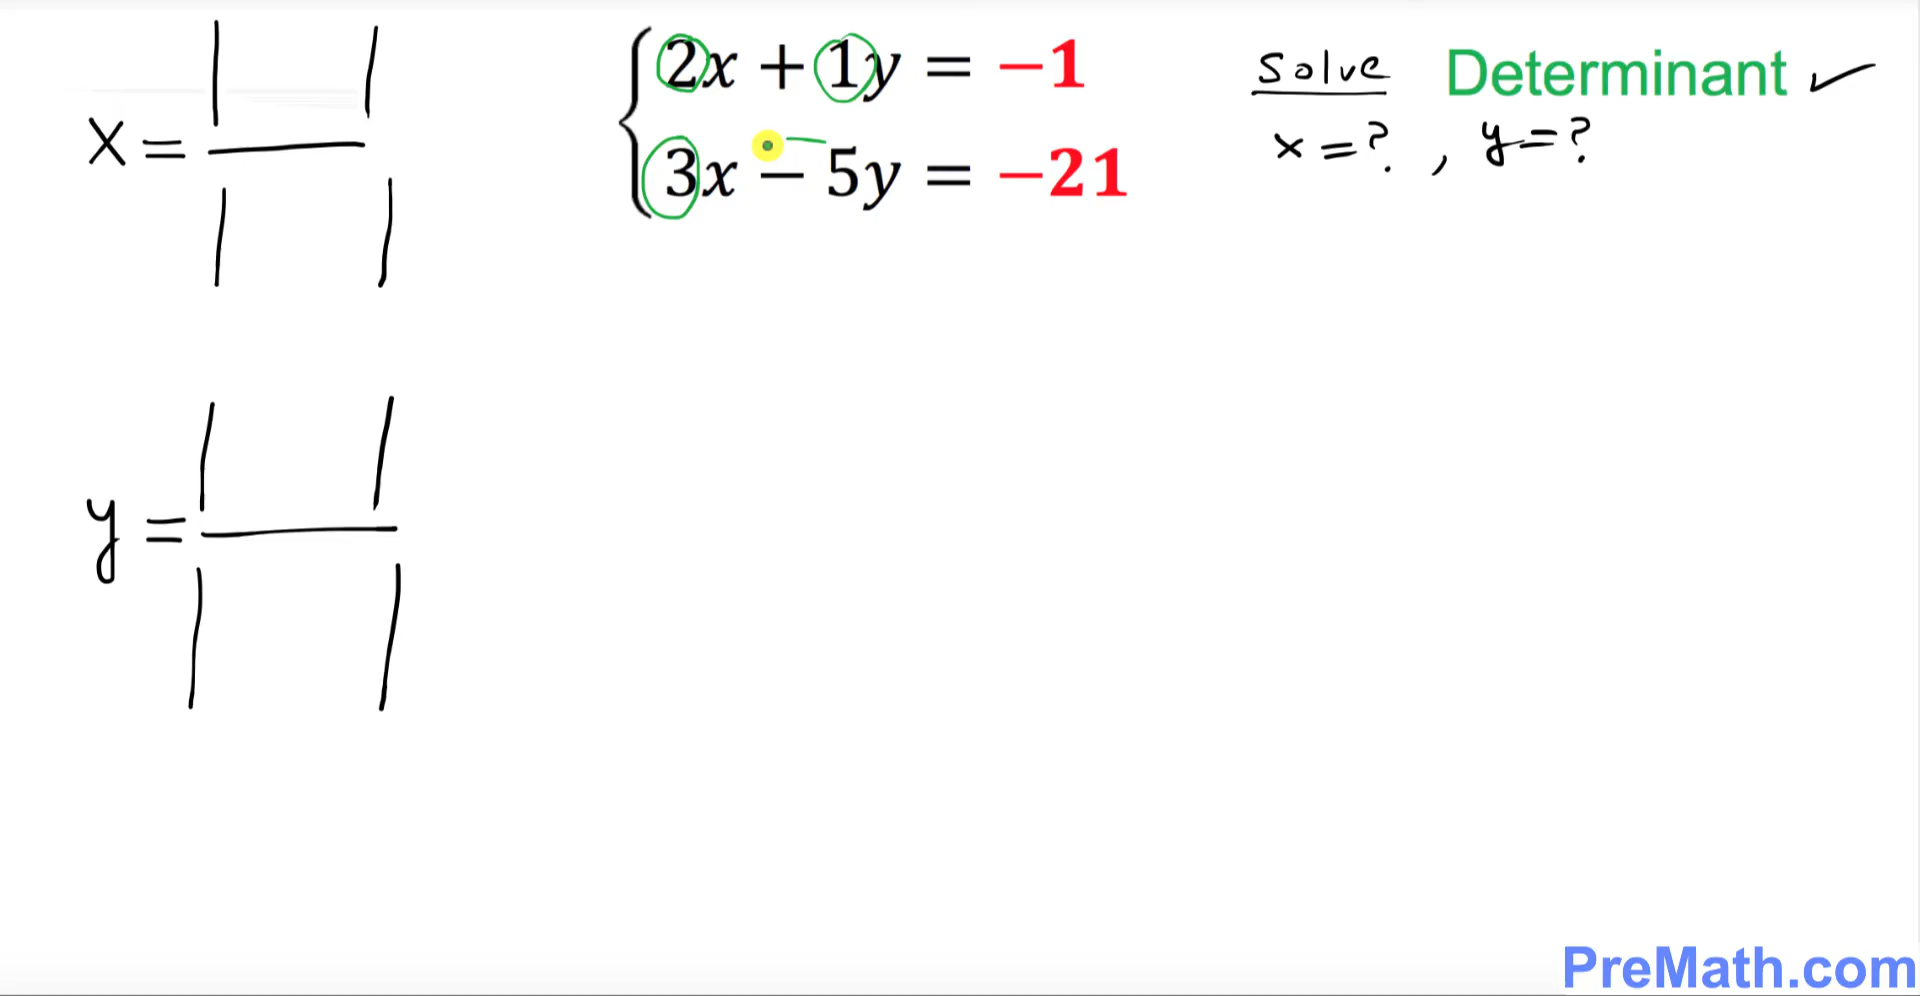 2x + 1y = −1
3x − 5y = −21
Solve Determinant ✓
x = ? , y = ?
x =
y =
PreMath.com